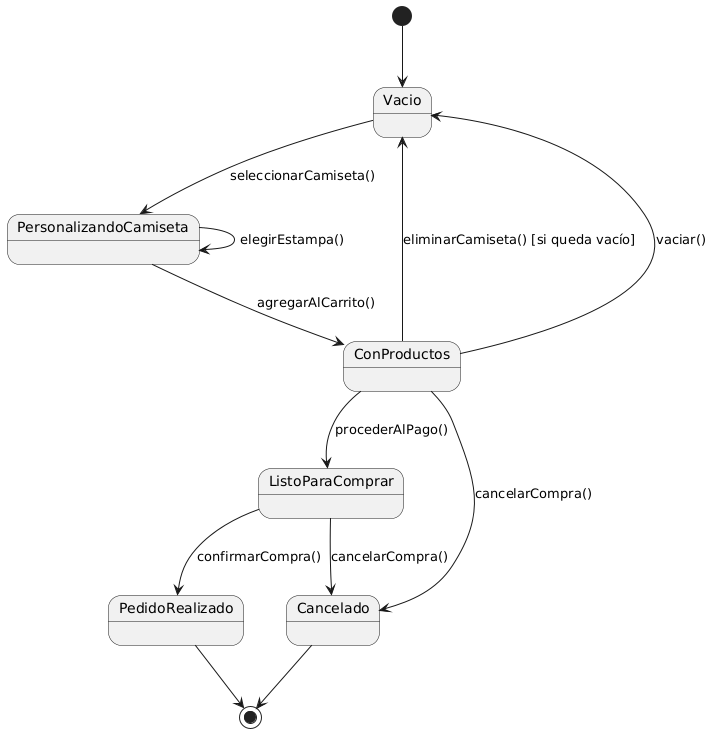 Vacio
seleccionarCamiseta()
PersonalizandoCamiseta
elegirEstampa()
eliminarCamiseta() [si queda vacío]
vaciar()
agregarAlCarrito()
ConProductos
procederAlPago()
ListoParaComprar
cancelarCompra()
confirmarCompra()
cancelarCompra()
PedidoRealizado
Cancelado